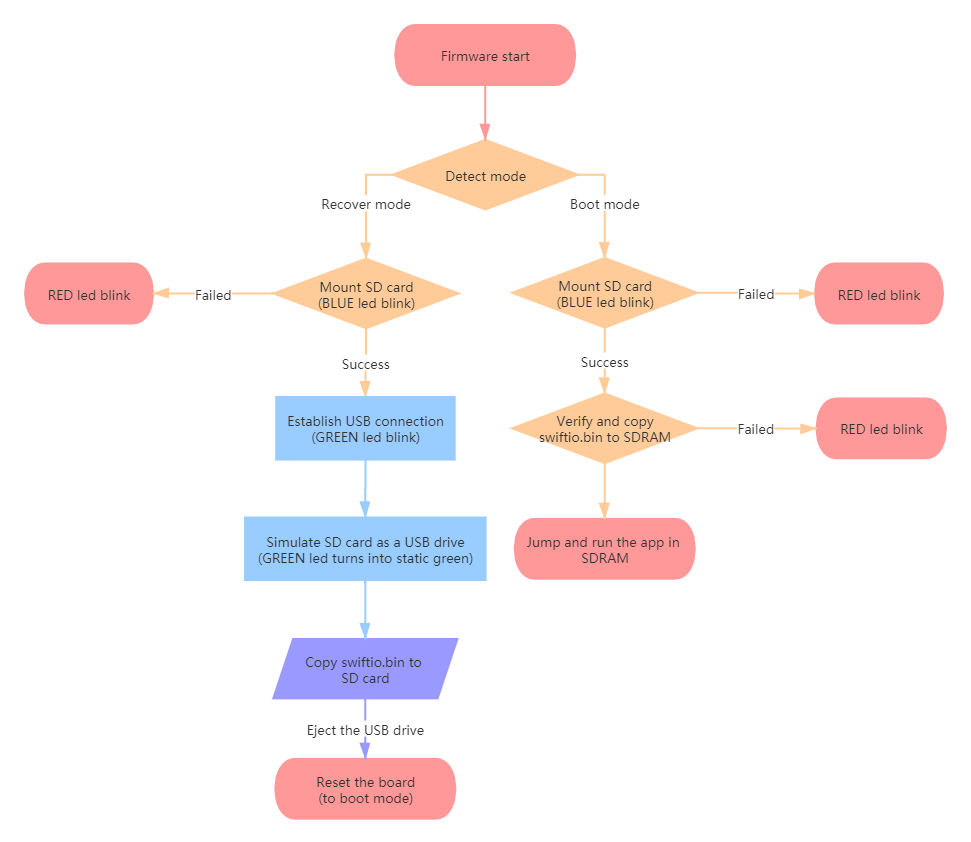 Firmware start
Detect mode
Recover mode
Boot mode
Mount SD card
(BLUE led blink)
Failed
RED led blink
Mount SD card
(BLUE led blink)
Failed
RED led blink
Success
Success
Establish USB connection
(GREEN led blink)
Verify and copy
swiftio.bin to SDRAM
Failed
RED led blink
Simulate SD card as a USB drive
(GREEN led turns into static green)
Jump and run the app in
SDRAM
Copy swiftio.bin to
SD card
Eject the USB drive
Reset the board
(to boot mode)